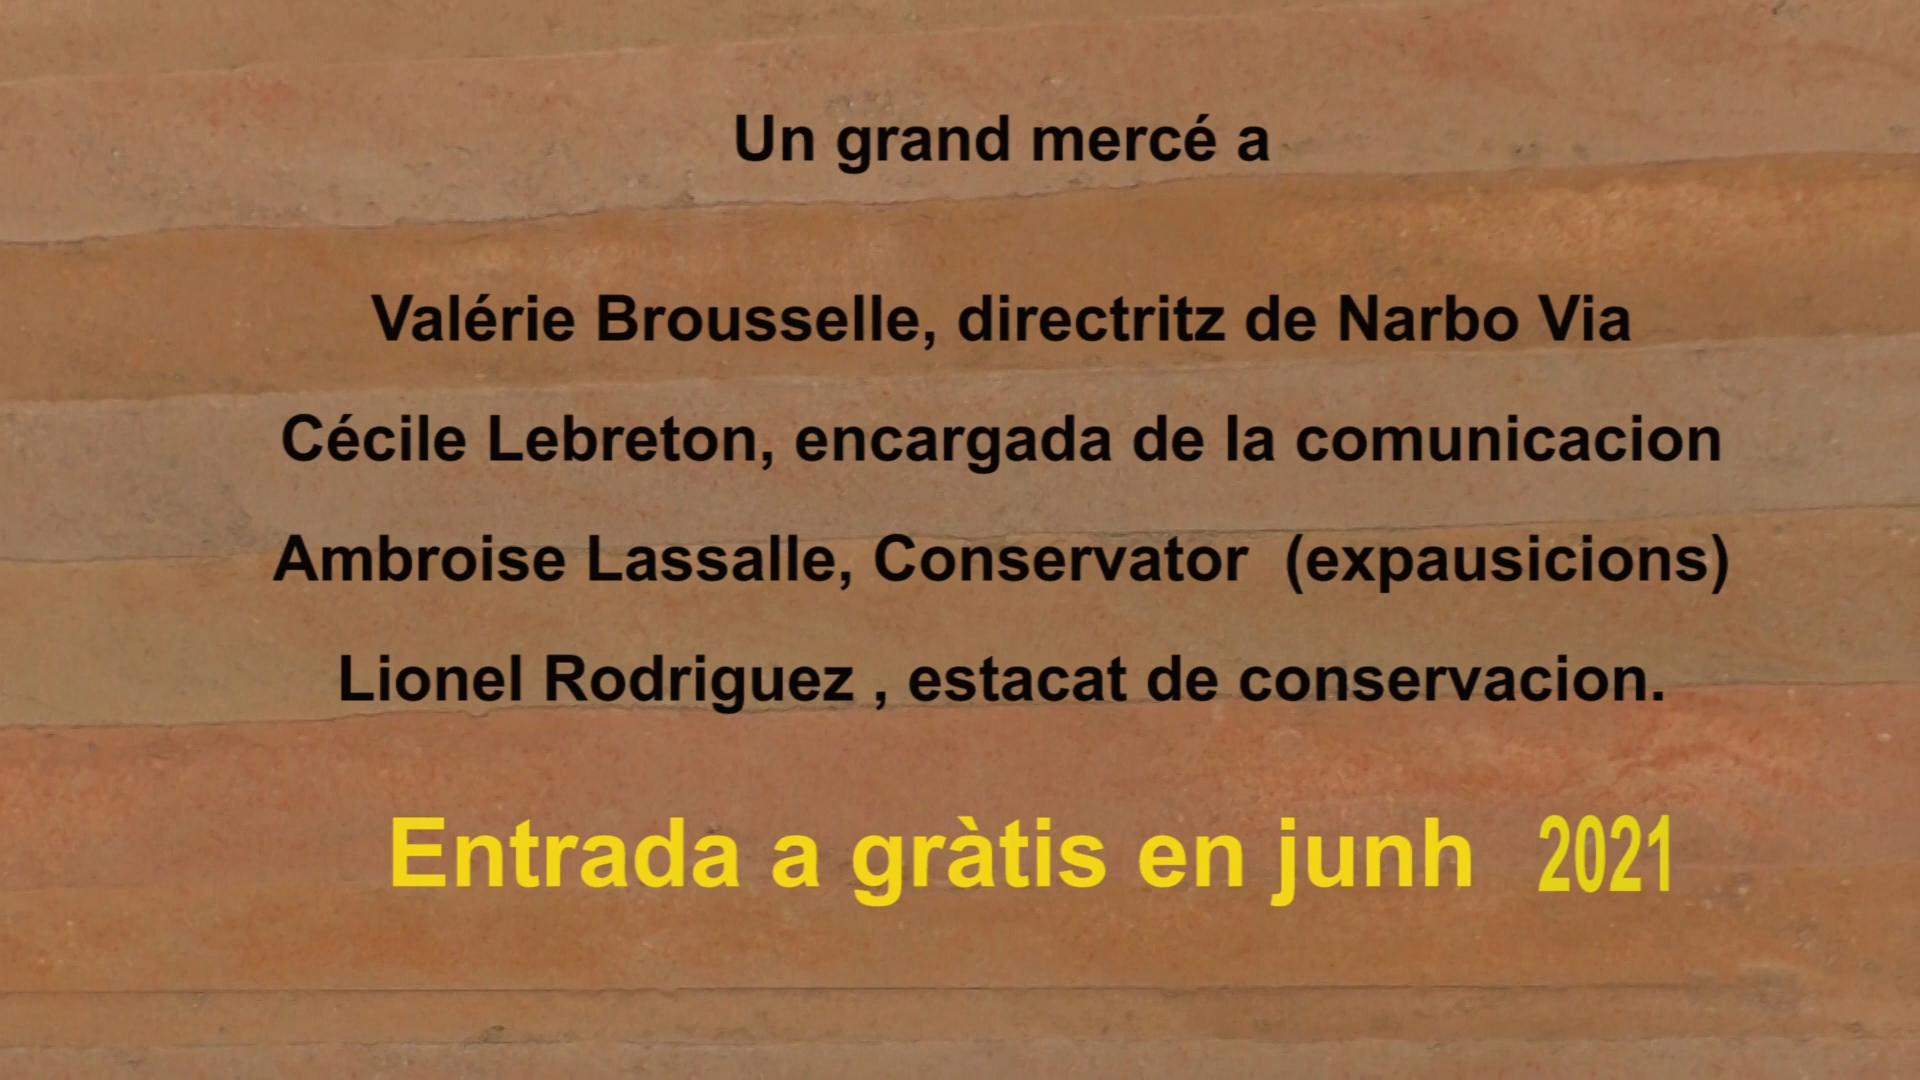 Un grand mercé a
Valérie Brousselle, directritz de Narbo Via
Cécile Lebreton, encargada de la comunicacion
Ambroise Lassalle, Conservator (expausicions)
Lionel Rodriguez , estacat de conservacion.
Entrada a gràtis en junh 2021